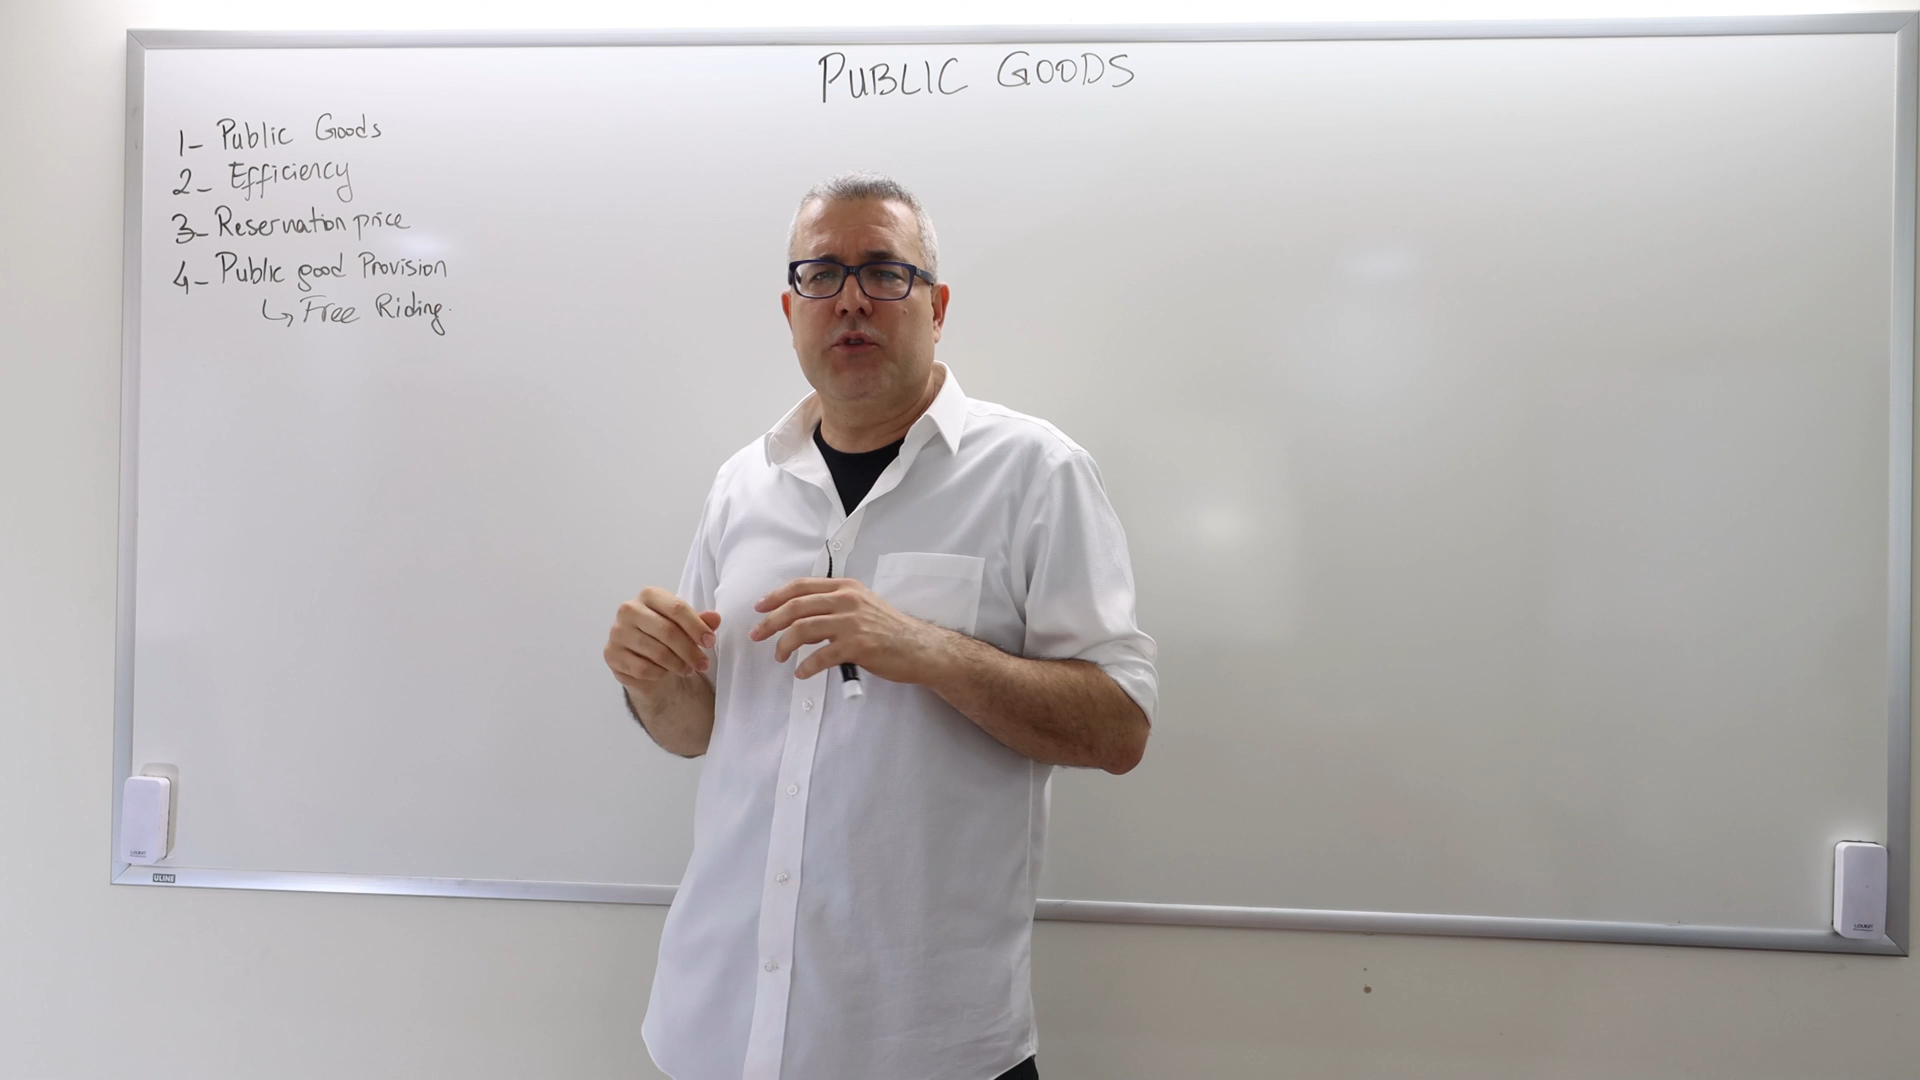 PUBLIC GOODS
1- Public Goods
2- Efficiency
3- Reservation price
4- Public good Provision
↳ Free Riding.
ULINE